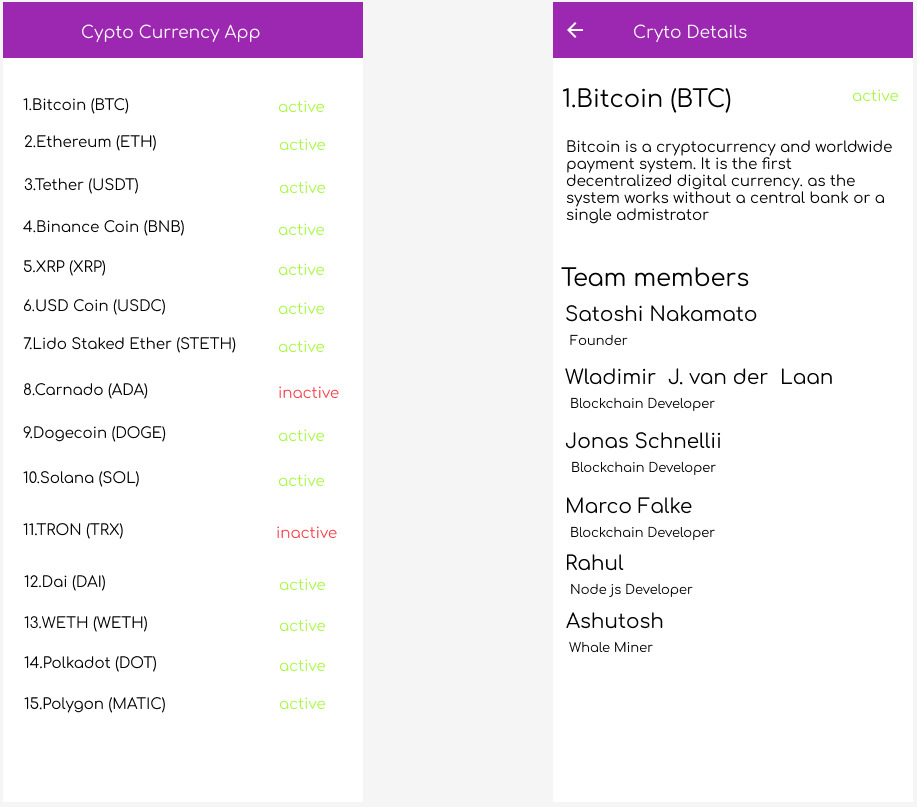 Cypto Currency App
1.Bitcoin (BTC) active
2.Ethereum (ETH) active
3.Tether (USDT) active
4.Binance Coin (BNB) active
5.XRP (XRP) active
6.USD Coin (USDC) active
7.Lido Staked Ether (STETH) active
8.Carnado (ADA) inactive
9.Dogecoin (DOGE) active
10.Solana (SOL) active
11.TRON (TRX) inactive
12.Dai (DAI) active
13.WETH (WETH) active
14.Polkadot (DOT) active
15.Polygon (MATIC) active
Cryto Details
1.Bitcoin (BTC) active
Bitcoin is a cryptocurrency and worldwide
payment system. It is the first
decentralized digital currency. as the
system works without a central bank or a
single admistrator
Team members
Satoshi Nakamato
Founder
Wladimir J. van der Laan
Blockchain Developer
Jonas Schnellii
Blockchain Developer
Marco Falke
Blockchain Developer
Rahul
Node js Developer
Ashutosh
Whale Miner